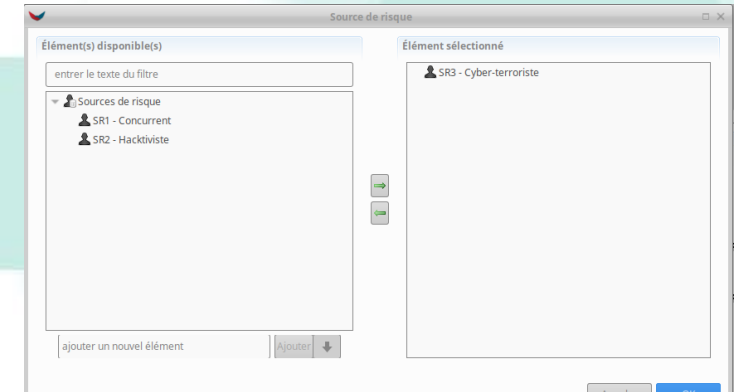 Source de risque
Élément(s) disponible(s)
Élément sélectionné
entrer le texte du filtre
Sources de risque
SR1 - Concurrent
SR2 - Hacktiviste
SR3 - Cyber-terroriste
ajouter un nouvel élément
Ajouter